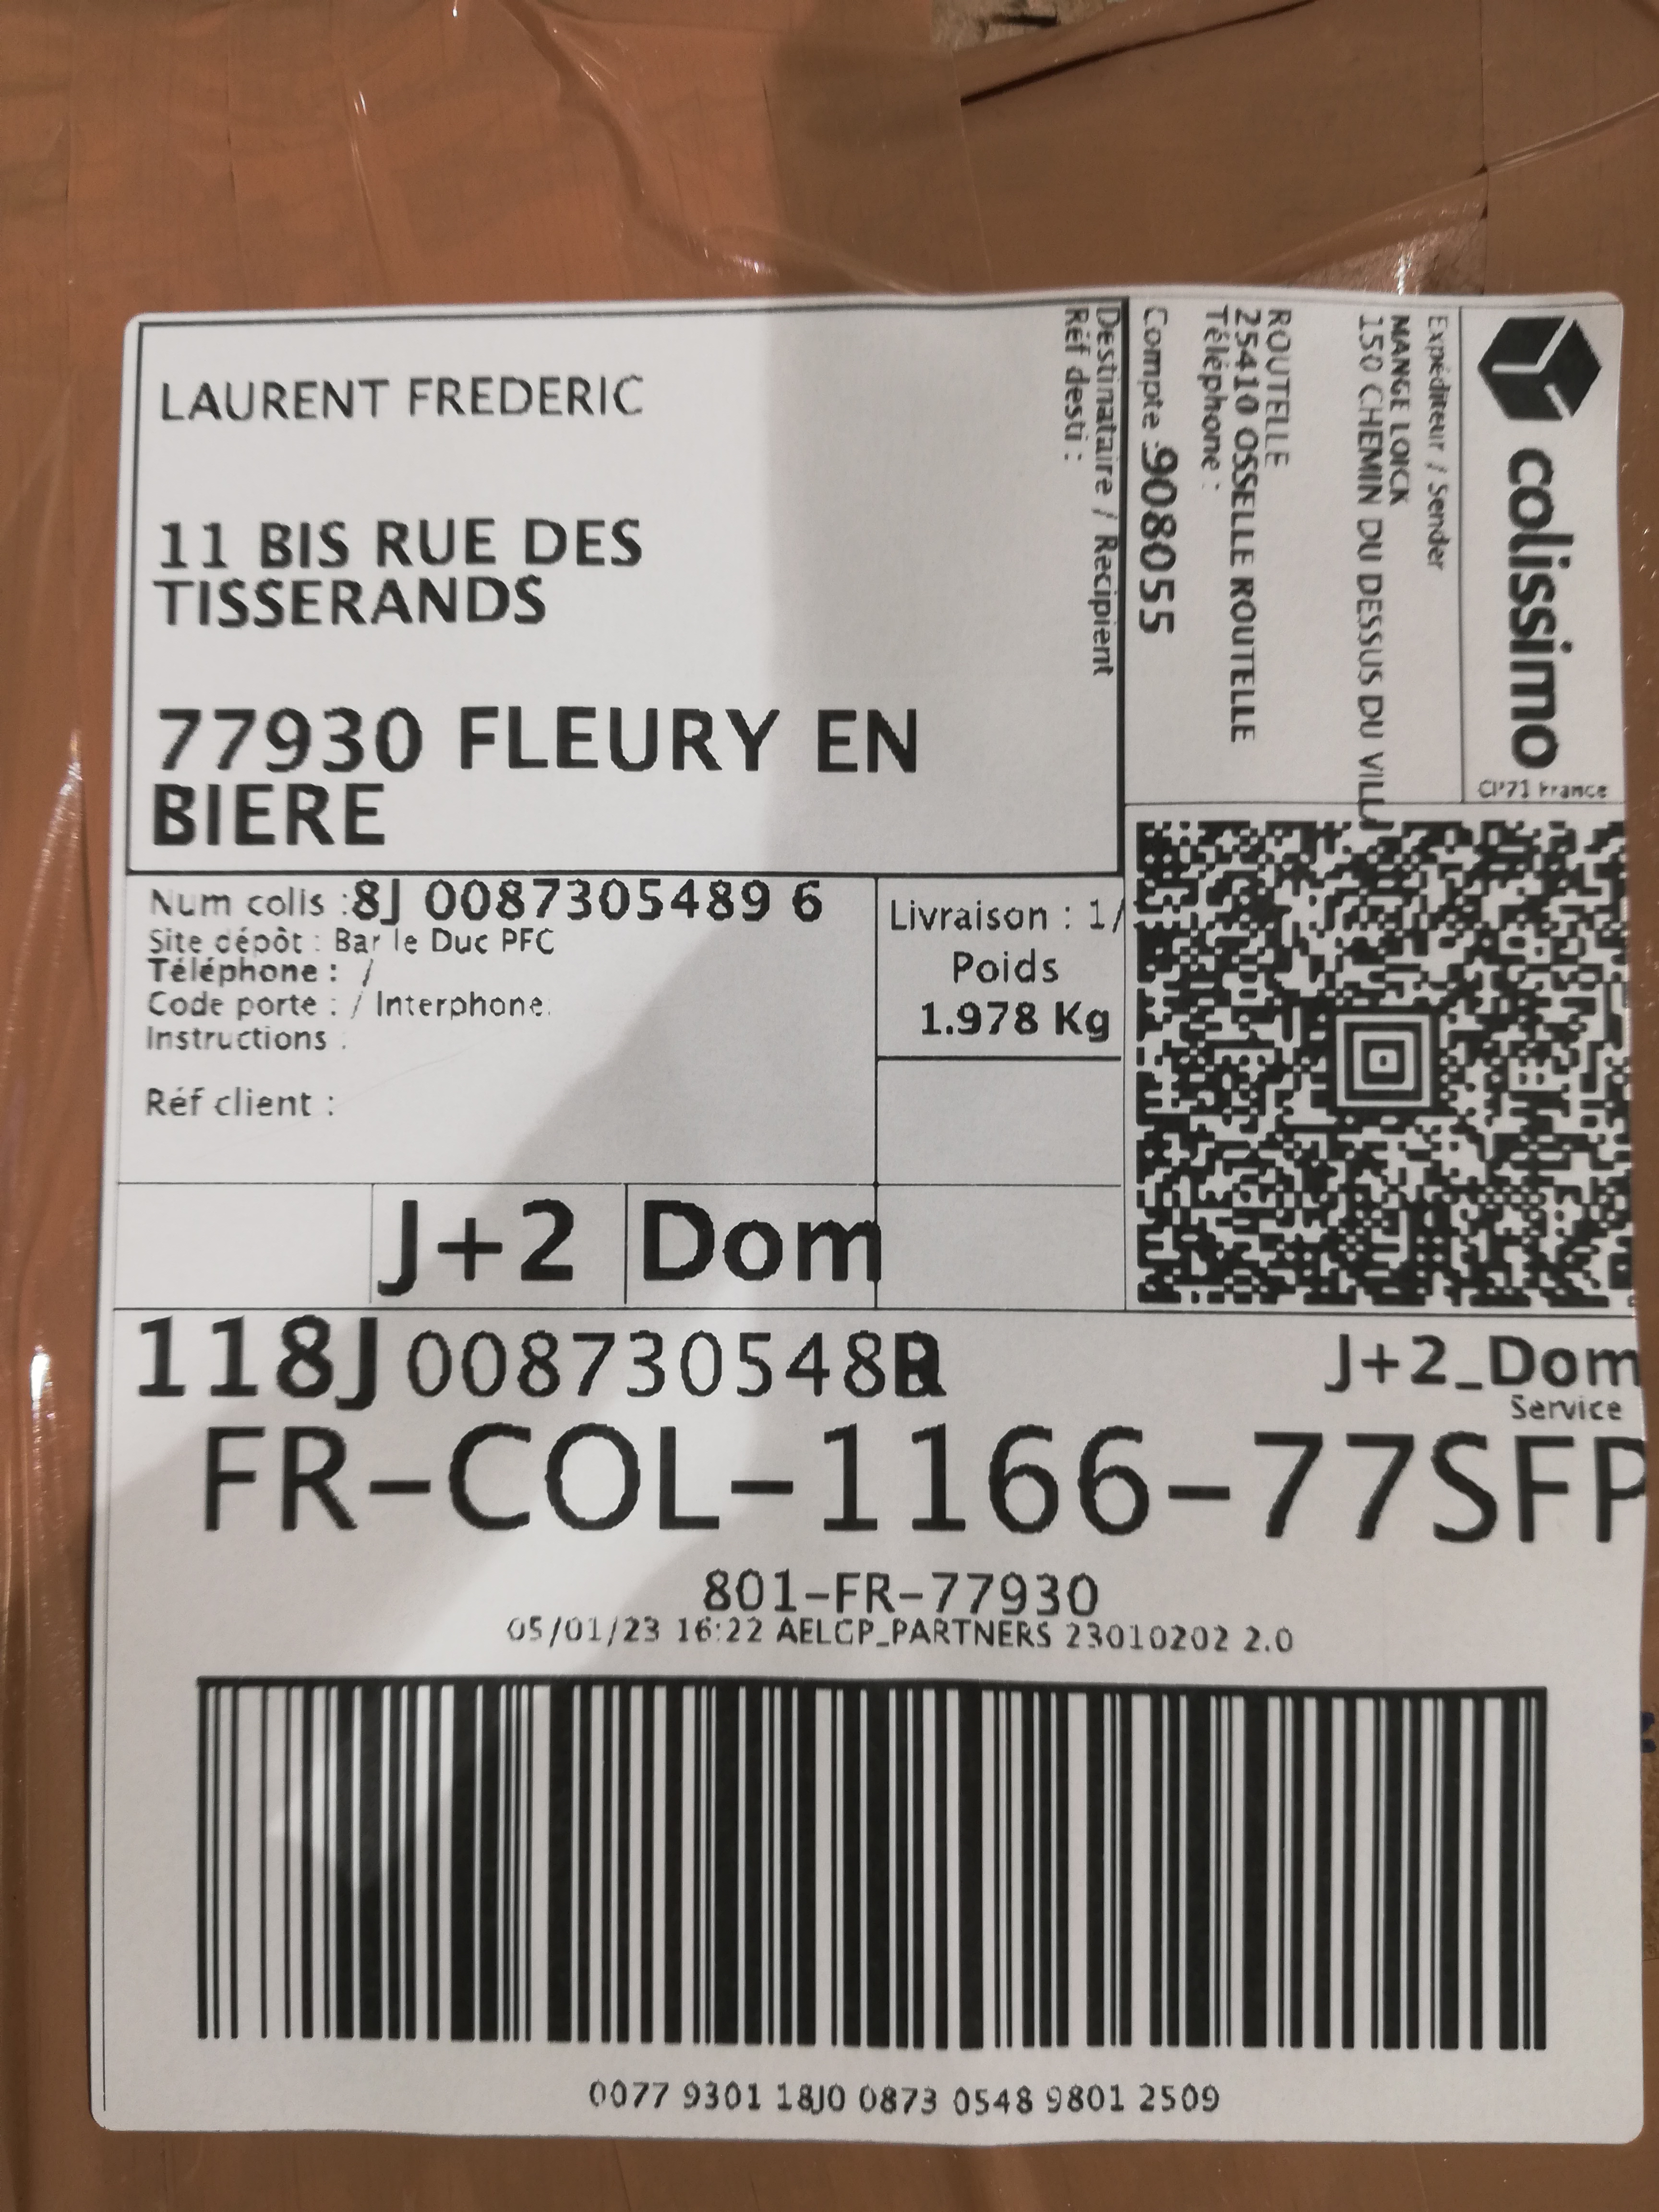 LAURENT FREDERIC
11 BIS RUE DES
TISSERANDS
77930 FLEURY EN
BIERE
Destinataire / Recipient
Réf desti :
colissimo
CP71 France
Expéditeur / Sender
MANGE LOICK
150 CHEMIN DU DESSUS DU VILL
ROUTELLE
25410 OSSELLE ROUTELLE
Téléphone :
Compte :908055
Num colis :8J 0087305489 6
Site dépôt : Bar le Duc PFC
Téléphone : /
Code porte : / Interphone:
Instructions :
Réf client :
Livraison : 1/
Poids
1.978 Kg
J+2 Dom
118J 008730548
J+2_Dom
Service
FR-COL-1166-77SFP
801-FR-77930
05/01/23 16:22 AELGP_PARTNERS 23010202 2.0
0077 9301 18J0 0873 0548 9801 2509